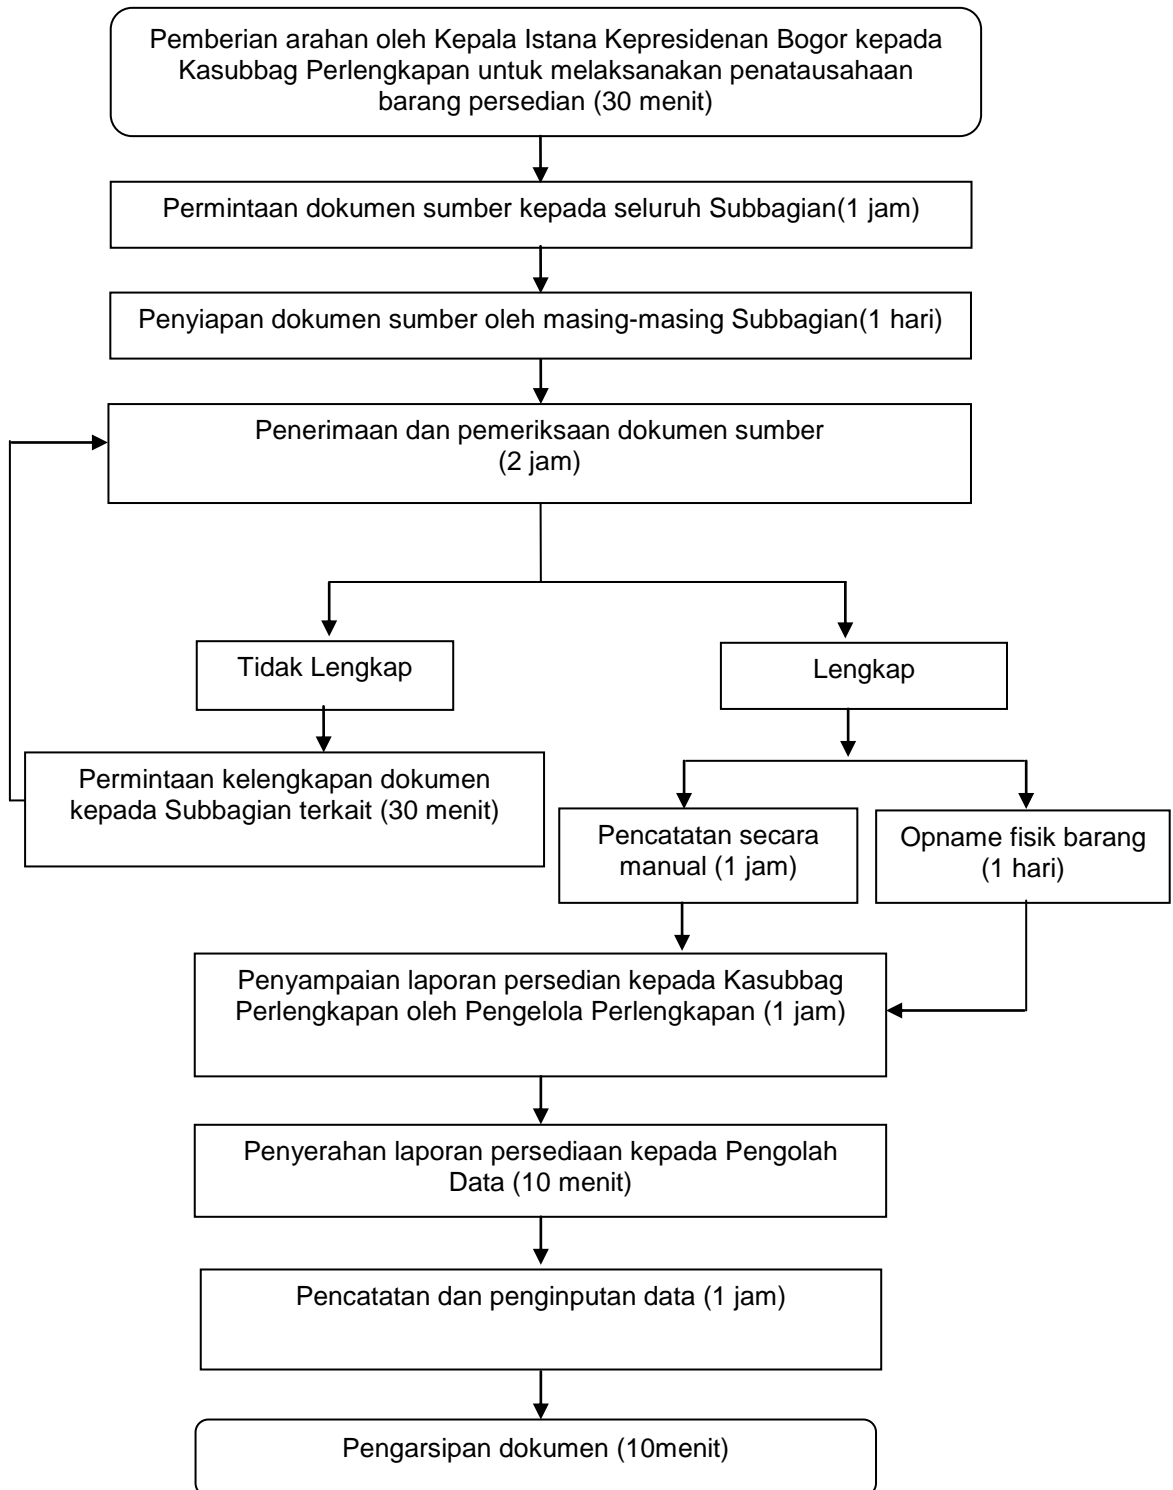 Pemberian arahan oleh Kepala Istana Kepresidenan Bogor kepada
Kasubbag Perlengkapan untuk melaksanakan penatausahaan
barang persedian (30 menit)
Permintaan dokumen sumber kepada seluruh Subbagian(1 jam)
Penyiapan dokumen sumber oleh masing-masing Subbagian(1 hari)
Penerimaan dan pemeriksaan dokumen sumber
(2 jam)
Tidak Lengkap
Lengkap
Permintaan kelengkapan dokumen
kepada Subbagian terkait (30 menit)
Pencatatan secara
manual (1 jam)
Opname fisik barang
(1 hari)
Penyampaian laporan persedian kepada Kasubbag
Perlengkapan oleh Pengelola Perlengkapan (1 jam)
Penyerahan laporan persediaan kepada Pengolah
Data (10 menit)
Pencatatan dan penginputan data (1 jam)
Pengarsipan dokumen (10menit)